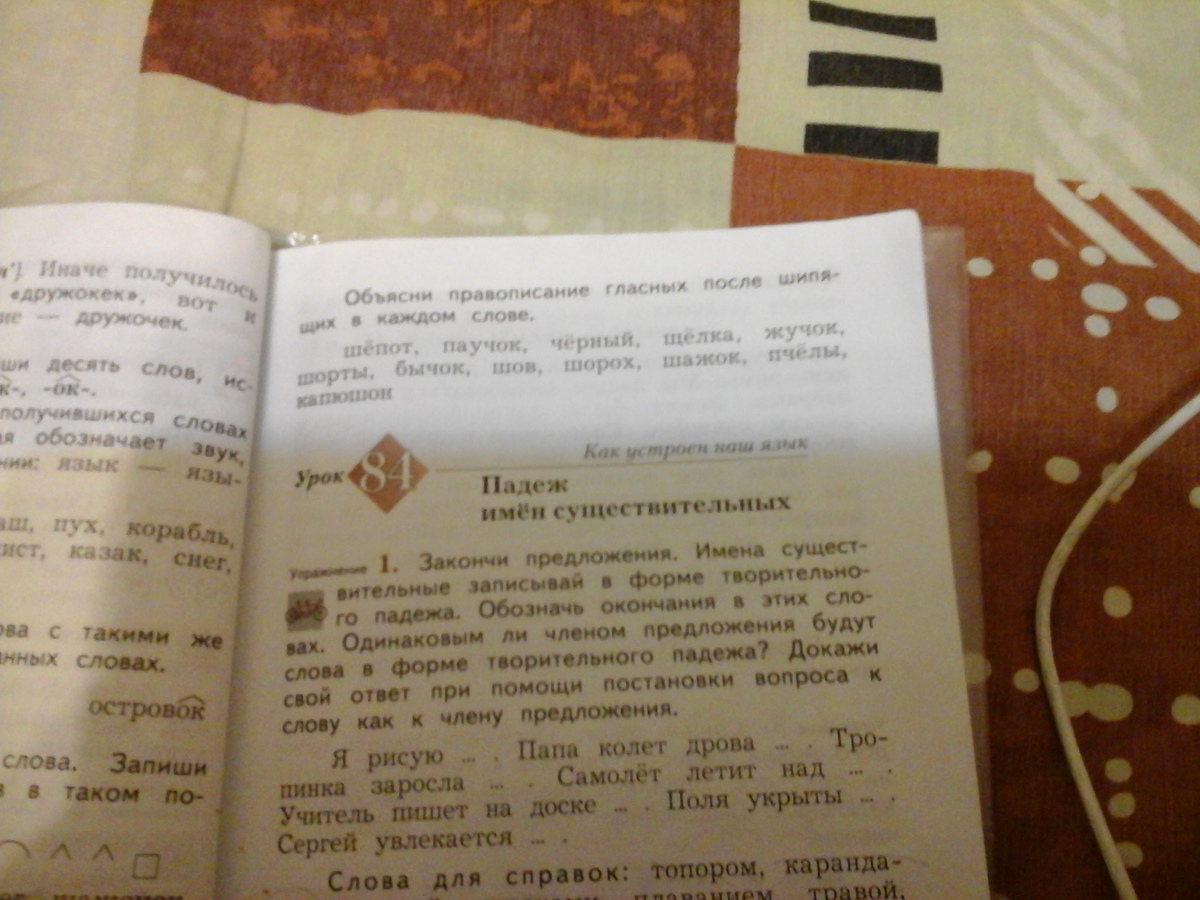 Иначе получилось
«дружокек», вот и
— дружочек.
десять слов, ис-
-ок-.
получившихся словах
обозначает звук,
язык — язы-
пух, корабль,
казак, снег,
с такими же
словах.
островок
слова. Запиши
в таком по-
Объясни правописание гласных после шипя-
щих в каждом слове.
шёпот, паучок, чёрный, щёлка, жучок,
шорты, бычок, шов, шорох, шажок, пчёлы,
капюшон
Как устроен наш язык
Урок 84
Падеж
имён существительных
Упражнение 1. Закончи предложения. Имена сущест-
вительные записывай в форме творительно-
го падежа. Обозначь окончания в этих сло-
вах. Одинаковым ли членом предложения будут
слова в форме творительного падежа? Докажи
свой ответ при помощи постановки вопроса к
слову как к члену предложения.
Я рисую ... . Папа колет дрова ... . Тро-
пинка заросла ... . Самолёт летит над ... .
Учитель пишет на доске ... . Поля укрыты ... .
Сергей увлекается ... .
Слова для справок: топором, каранда-
плаванием, травой,